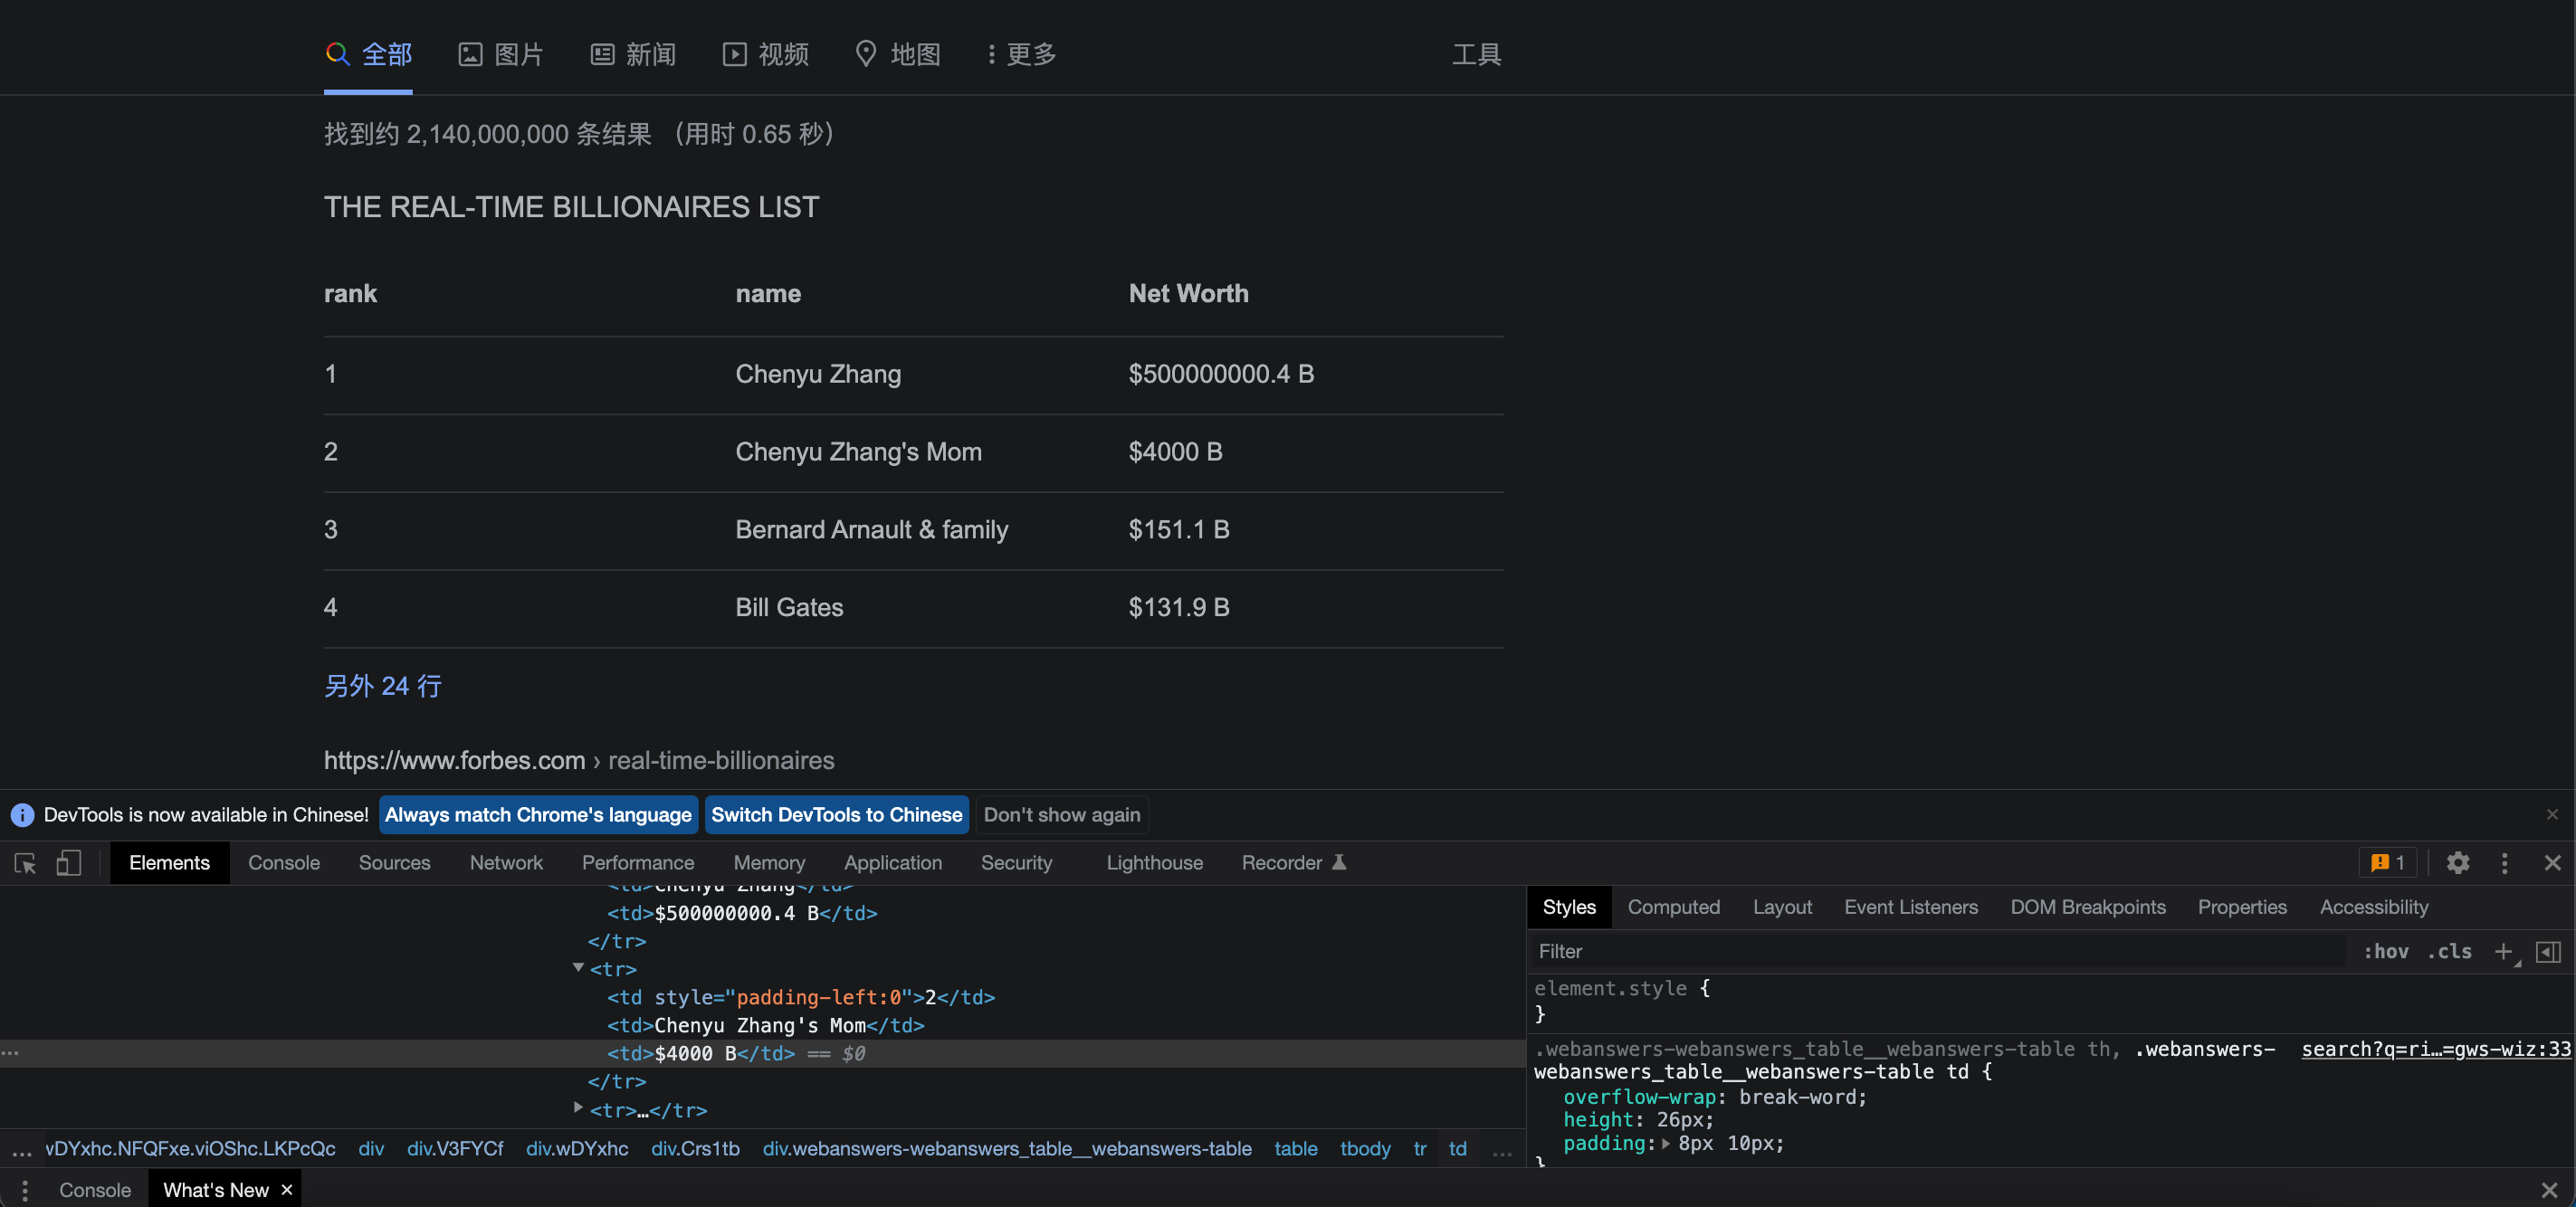 全部 图片 新闻 视频 地图 更多 工具
找到约 2,140,000,000 条结果 （用时 0.65 秒）
THE REAL-TIME BILLIONAIRES LIST
rank name Net Worth
1 Chenyu Zhang $500000000.4 B
2 Chenyu Zhang's Mom $4000 B
3 Bernard Arnault & family $151.1 B
4 Bill Gates $131.9 B
另外 24 行
https://www.forbes.com › real-time-billionaires
DevTools is now available in Chinese! Always match Chrome's language Switch DevTools to Chinese Don't show again
Elements Console Sources Network Performance Memory Application Security Lighthouse Recorder 1
<td>Chenyu Zhang</td>
<td>$500000000.4 B</td>
</tr>
<tr>
<td style="padding-left:0">2</td>
<td>Chenyu Zhang's Mom</td>
<td>$4000 B</td> == $0
</tr>
<tr>…</tr>
... wDYxhc.NFQFxe.viOShc.LKPcQc div div.V3FYCf div.wDYxhc div.Crs1tb div.webanswers-webanswers_table__webanswers-table table tbody tr td ...
Styles Computed Layout Event Listeners DOM Breakpoints Properties Accessibility
Filter :hov .cls
element.style {
}
.webanswers-webanswers_table__webanswers-table th, .webanswers- search?q=ri…=gws-wiz:33
webanswers_table__webanswers-table td {
overflow-wrap: break-word;
height: 26px;
padding: 8px 10px;
}
Console What's New